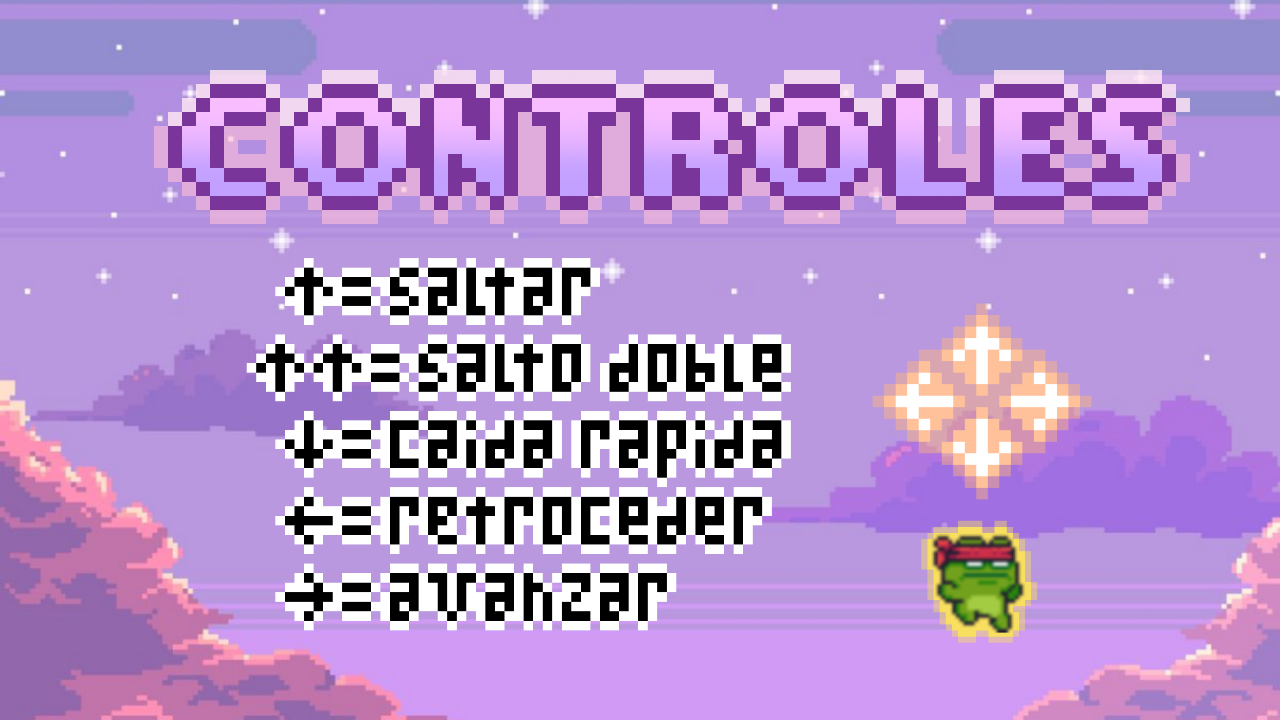 CONTROLES
↑=saltar
↑↑=salto doble
↓=caida rapida
←=retroceder
→=avanzar